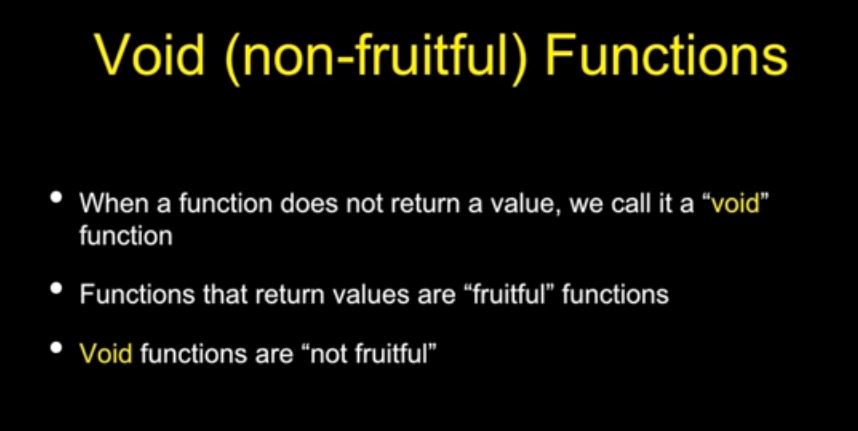 Void (non-fruitful) Functions
• When a function does not return a value, we call it a “void”
function
• Functions that return values are “fruitful” functions
• Void functions are “not fruitful”